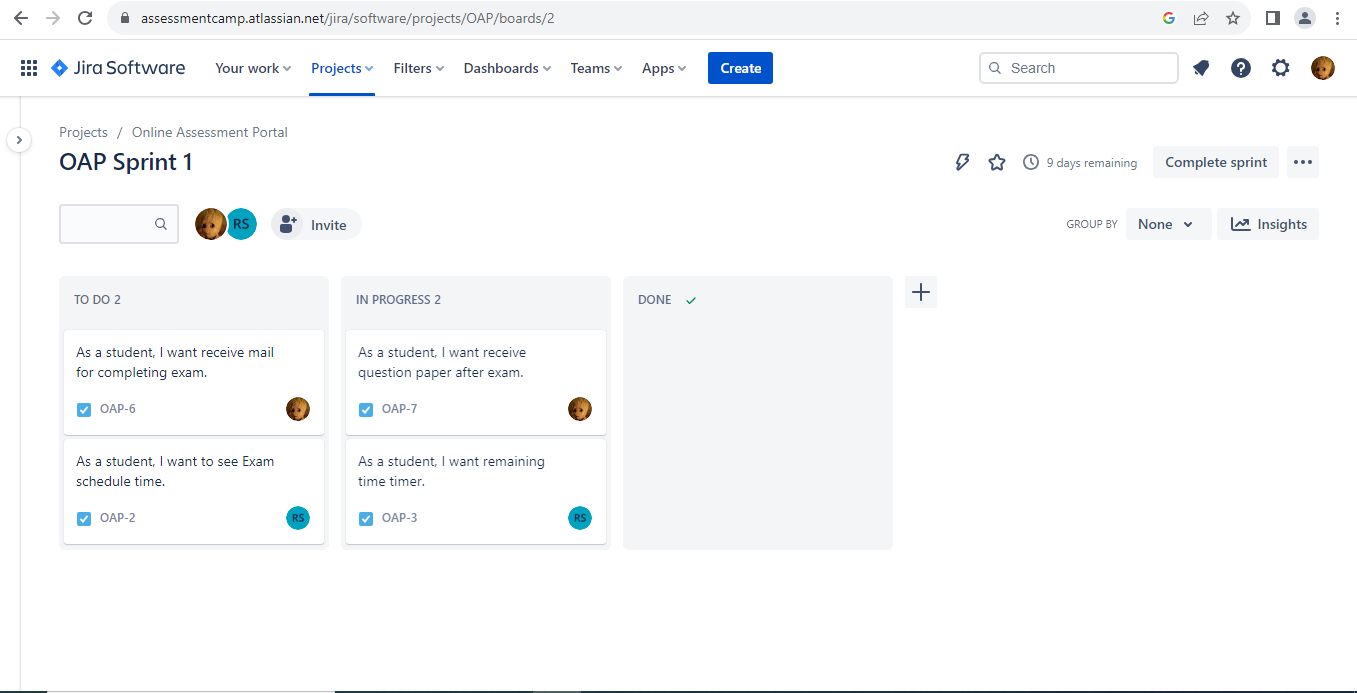 assessmentcamp.atlassian.net/jira/software/projects/OAP/boards/2
Jira Software Your work Projects Filters Dashboards Teams Apps Create Search
Projects / Online Assessment Portal
OAP Sprint 1
9 days remaining Complete sprint
RS Invite GROUP BY None Insights
TO DO 2
As a student, I want receive mail
for completing exam.
OAP-6
As a student, I want to see Exam
schedule time.
OAP-2 RS
IN PROGRESS 2
As a student, I want receive
question paper after exam.
OAP-7
As a student, I want remaining
time timer.
OAP-3 RS
DONE